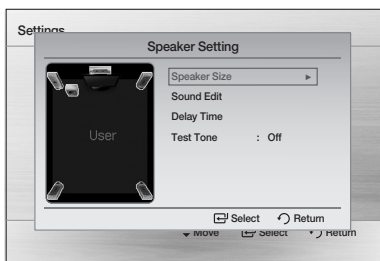 Settings
Speaker Setting
Speaker Size ►
Sound Edit
Delay Time
Test Tone : Off
User
Select Return
Move Select Return